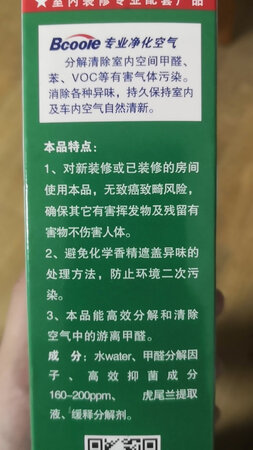 ★室内装修专业配套产品
Bcoole 专业净化空气
分解清除室内空间甲醛、
苯、VOC等有害气体污染。
消除各种异味，持久保持室内
及车内空气自然清新。
本品特点：
1、对新装修或已装修的房间
使用本品，无致癌致畸风险，
确保其它有害挥发物及残留有
害物不伤害人体。
2、避免化学香精遮盖异味的
处理方法，防止环境二次污
染。
3、本品能高效分解和清除
空气中的游离甲醛。
成 分：水water、甲醛分解因
子、高效抑菌成分
160-200ppm、虎尾兰提取
液、缓释分解剂。